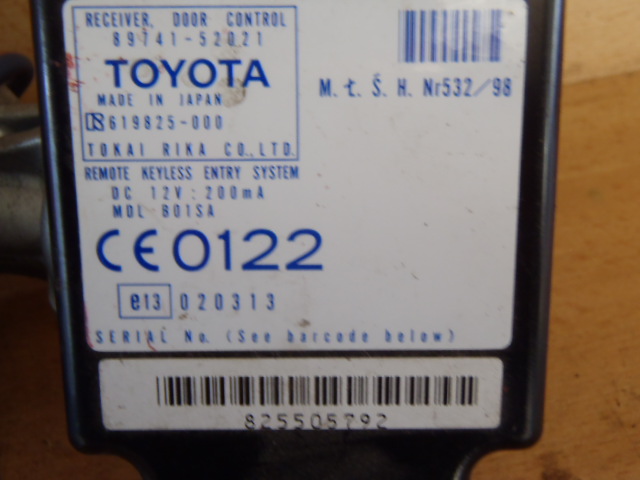 RECEIVER, DOOR CONTROL
89741-52021
TOYOTA
MADE IN JAPAN
619825-000
TOKAI RIKA CO., LTD.
M. t. Ś. H. Nr532/98
REMOTE KEYLESS ENTRY SYSTEM
DC 12V : 200mA
MDL B01SA
CE0122
e13 020313
SERIAL No. (See barcode below)
825505792